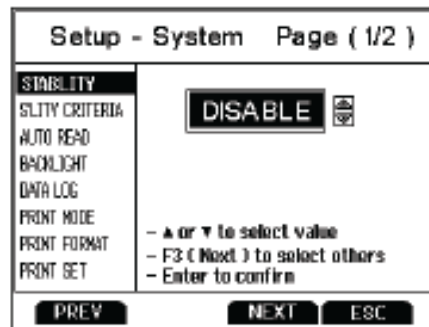 Setup - System Page ( 1/2 )
STABLITY
SLITY CRITERIA
AUTO READ
BACKLIGHT
DATA LOG
PRINT MODE
PRINT FORMAT
PRINT SET
DISABLE
- ▲ or ▼ to select value
- F3 ( Next ) to select others
- Enter to confirm
PREV NEXT ESC